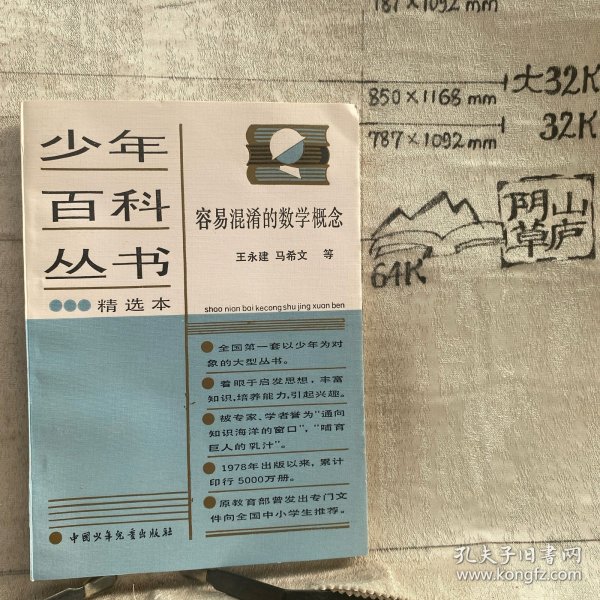 787×1092 mm
大32K
850×1168 mm
32K
787×1092 mm
64K
阴山
草庐
少年
百科
丛书
精选本
容易混淆的数学概念
王永建 马希文 等
shao nian bai kecong shu jing xuan ben
全国第一套以少年为对
象的大型丛书。
着眼于启发思想，丰富
知识，培养能力，引起兴趣。
被专家、学者誉为“通向
知识海洋的窗口”，“哺育
巨人的乳汁”。
1978年出版以来，累计
印行5000万册。
原教育部曾发出专门文
件向全国中小学生推荐。
中国少年儿童出版社
孔夫子旧书网
www.kongfz.com